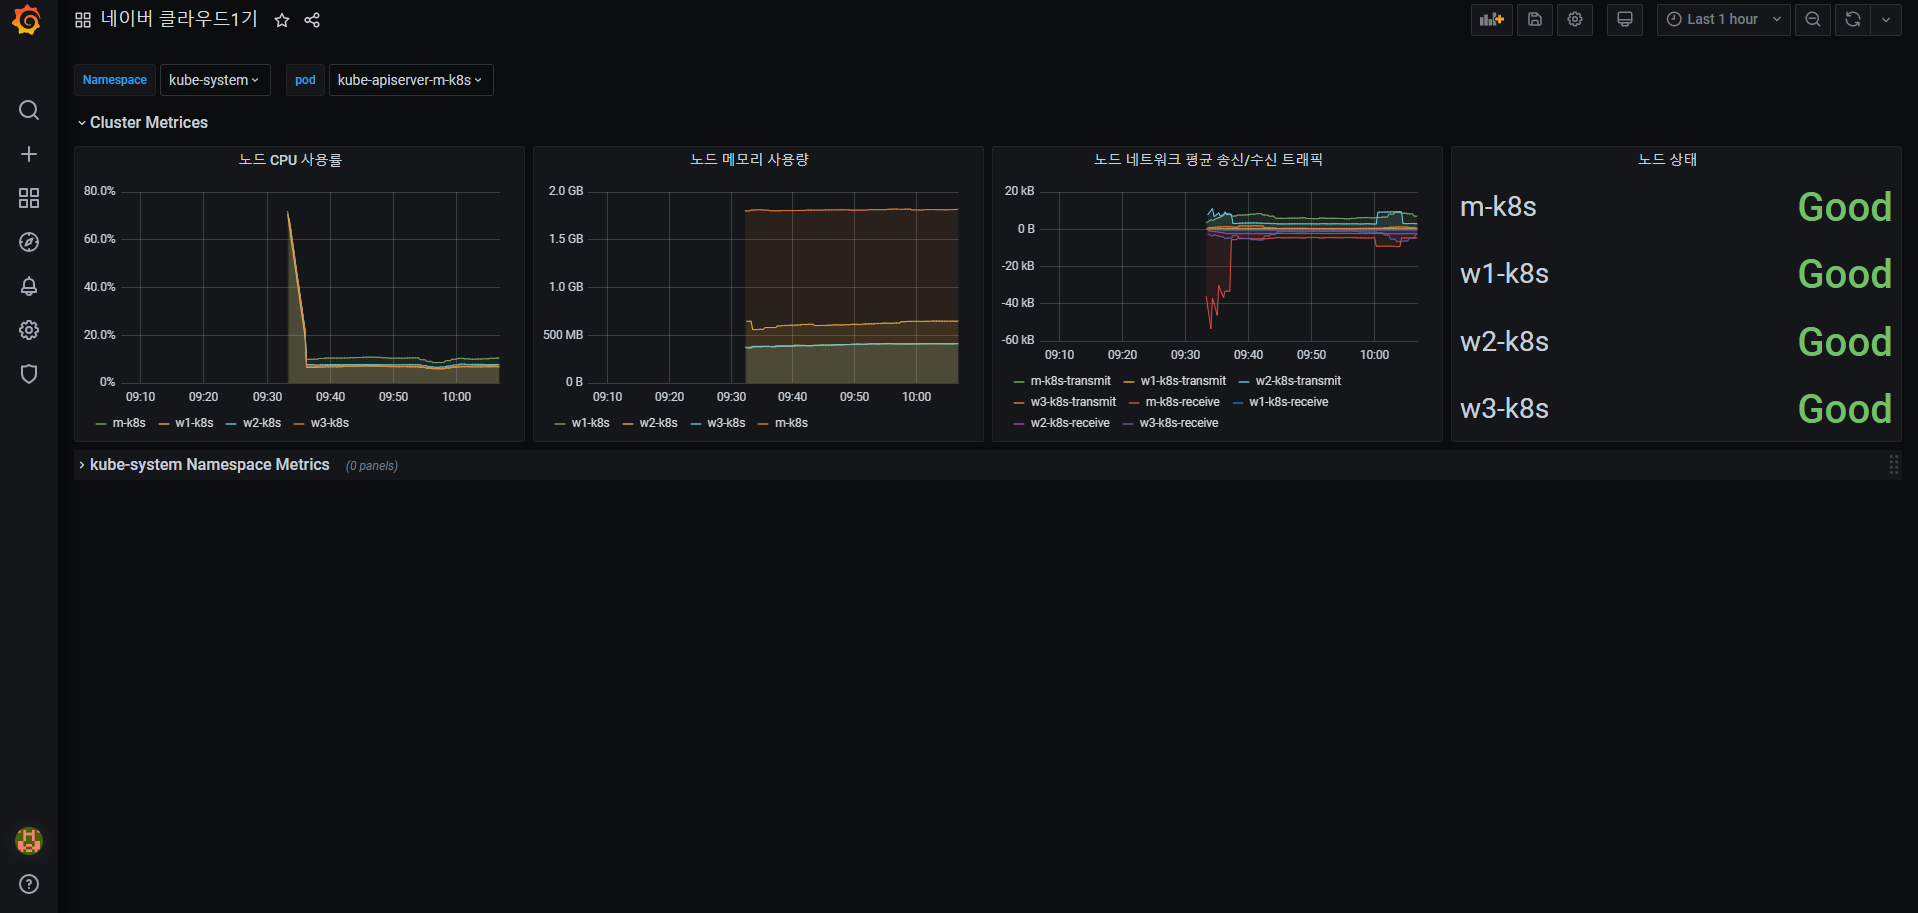 네이버 클라우드1기
Last 1 hour
Namespace kube-system pod kube-apiserver-m-k8s
Cluster Metrices
노드 CPU 사용률
80.0%
60.0%
40.0%
20.0%
0%
09:10 09:20 09:30 09:40 09:50 10:00
m-k8s w1-k8s w2-k8s w3-k8s
노드 메모리 사용량
2.0 GB
1.5 GB
1.0 GB
500 MB
0 B
09:10 09:20 09:30 09:40 09:50 10:00
w1-k8s w2-k8s w3-k8s m-k8s
노드 네트워크 평균 송신/수신 트래픽
20 kB
0 B
-20 kB
-40 kB
-60 kB
09:10 09:20 09:30 09:40 09:50 10:00
m-k8s-transmit w1-k8s-transmit w2-k8s-transmit
w3-k8s-transmit m-k8s-receive w1-k8s-receive
w2-k8s-receive w3-k8s-receive
노드 상태
m-k8s Good
w1-k8s Good
w2-k8s Good
w3-k8s Good
kube-system Namespace Metrics (0 panels)